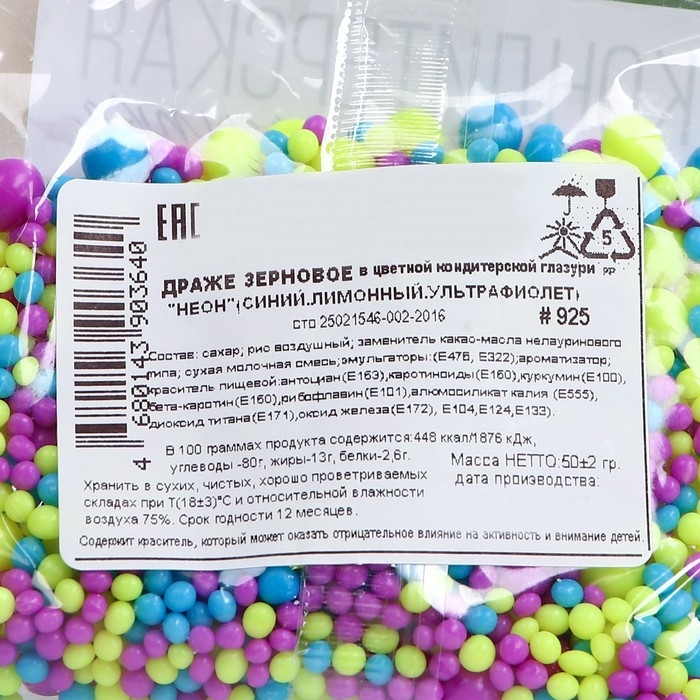 КОНДИТЕРСКАЯ
ЕАС
5
PP
ДРАЖЕ ЗЕРНОВОЕ в цветной кондитерской глазури
"НЕОН"(СИНИЙ.ЛИМОННЫЙ.УЛЬТРАФИОЛЕТ)
сто 25021546-002-2016 # 925
Состав: сахар; рис воздушный; заменитель какао-масла нелауринового
типа; сухая молочная смесь;эмульгаторы:(Е476, Е322);ароматизатор;
краситель пищевой:антоциан(Е163),каротиноиды(Е160),куркумин(Е100),
бета-каротин(Е160),рибофлавин(Е101),алюмосиликат калия (Е555),
диоксид титана(Е171),оксид железа(Е172), Е104,Е124,Е133).
В 100 граммах продукта содержится:448 ккал/1876 кДж,
углеводы -80г, жиры-13г, белки-2,6г.
Масса НЕТТО:50±2 гр.
дата производства:
Хранить в сухих, чистых, хорошо проветриваемых
складах при Т(18±3)°С и относительной влажности
воздуха 75%. Срок годности 12 месяцев.
Содержит краситель, который может оказать отрицательное влияние на активность и внимание детей.
4 680143 903640